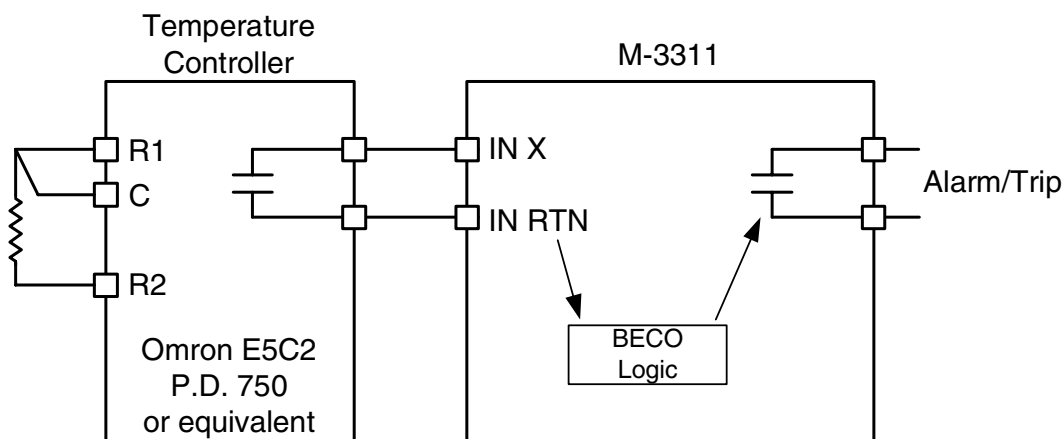 Temperature
Controller
M-3311
R1
IN X
C
Alarm/Trip
IN RTN
R2
BECO
Logic
Omron E5C2
P.D. 750
or equivalent